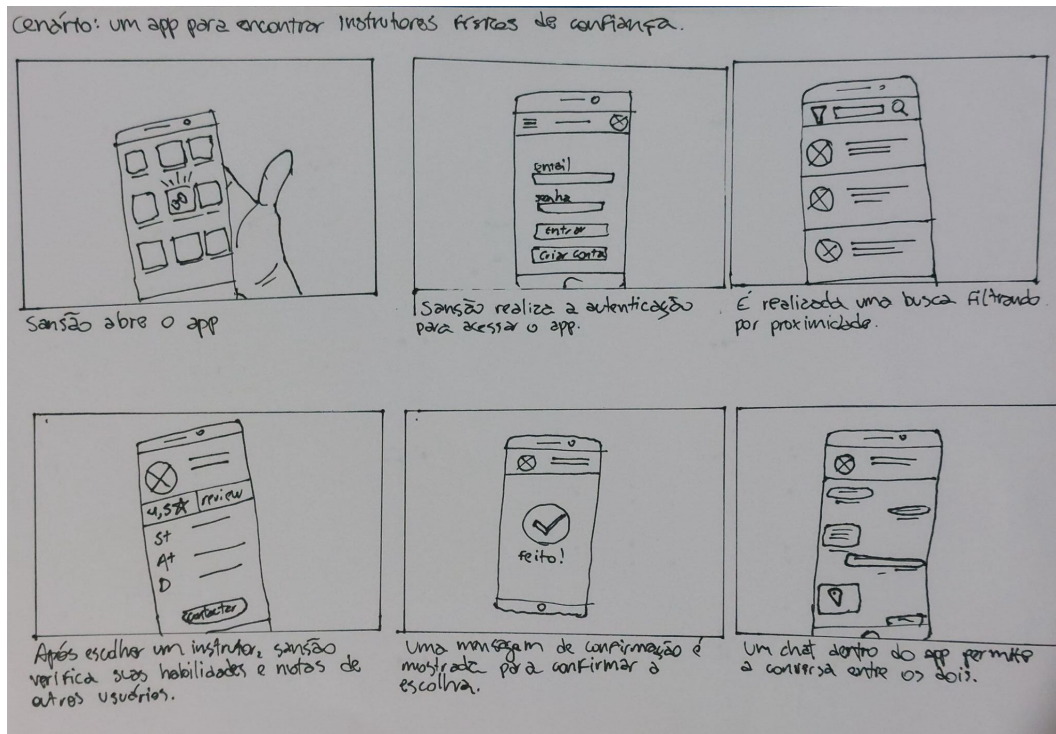 Cenário: um app para encontrar Instrutores físicos de confiança.
email
senha
entrar
criar conta
Sansão abre o app
Sansão realiza a autenticação
para acessar o app.
É realizada uma busca filtrando
por proximidade.
4,5☆ review
S+
A+
D
contactar
feito!
Após escolher um instrutor, sansão
verifica suas habilidades e notas de
outros usuários.
uma mensagem de confirmação é
mostrada para confirmar a
escolha.
um chat dentro do app permite
a conversa entre os dois.